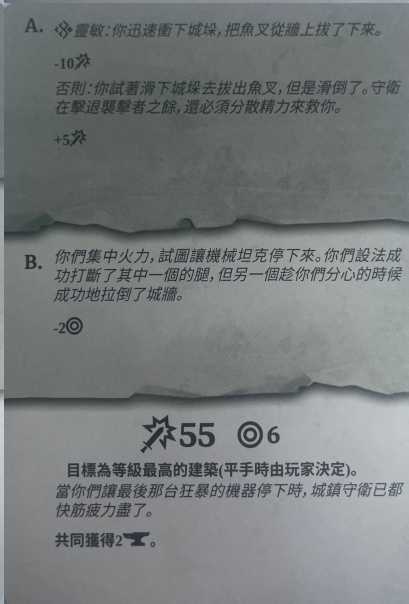 A. 靈敏:你迅速衝下城垛,把魚叉從牆上拔了下來。
-10
否則:你試著滑下城垛去拔出魚叉,但是滑倒了。守衛
在擊退襲擊者之餘,還必須分散精力來救你。
+5
B. 你們集中火力,試圖讓機械坦克停下來。你們設法成
功打斷了其中一個的腿,但另一個趁你們分心的時候
成功地拉倒了城牆。
-2
55 6
目標為等級最高的建築(平手時由玩家決定)。
當你們讓最後那台狂暴的機器停下時,城鎮守衛已都
快筋疲力盡了。
共同獲得2。